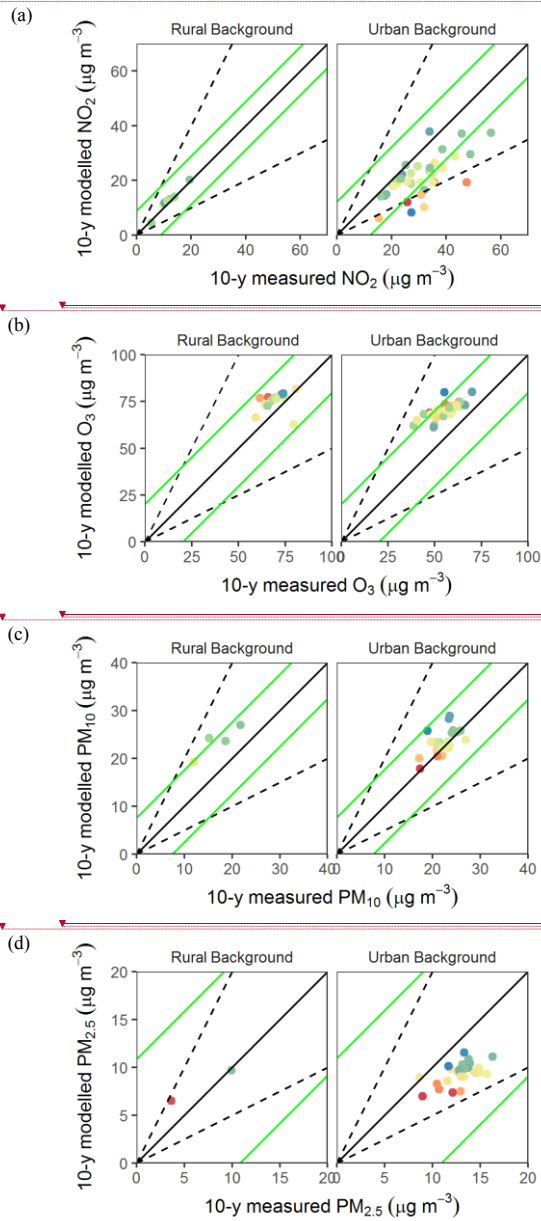 (a)
Rural Background Urban Background
10-y modelled NO2 (μg m−3)
60
40
20
0
0 20 40 60 0 20 40 60
10-y measured NO2 (μg m−3)
(b)
Rural Background Urban Background
10-y modelled O3 (μg m−3)
100
75
50
25
0
0 25 50 75 100 0 25 50 75 100
10-y measured O3 (μg m−3)
(c)
Rural Background Urban Background
10-y modelled PM10 (μg m−3)
40
30
20
10
0
0 10 20 30 40 0 10 20 30 40
10-y measured PM10 (μg m−3)
(d)
Rural Background Urban Background
10-y modelled PM2.5 (μg m−3)
20
15
10
5
0
0 5 10 15 20 0 5 10 15 20
10-y measured PM2.5 (μg m−3)